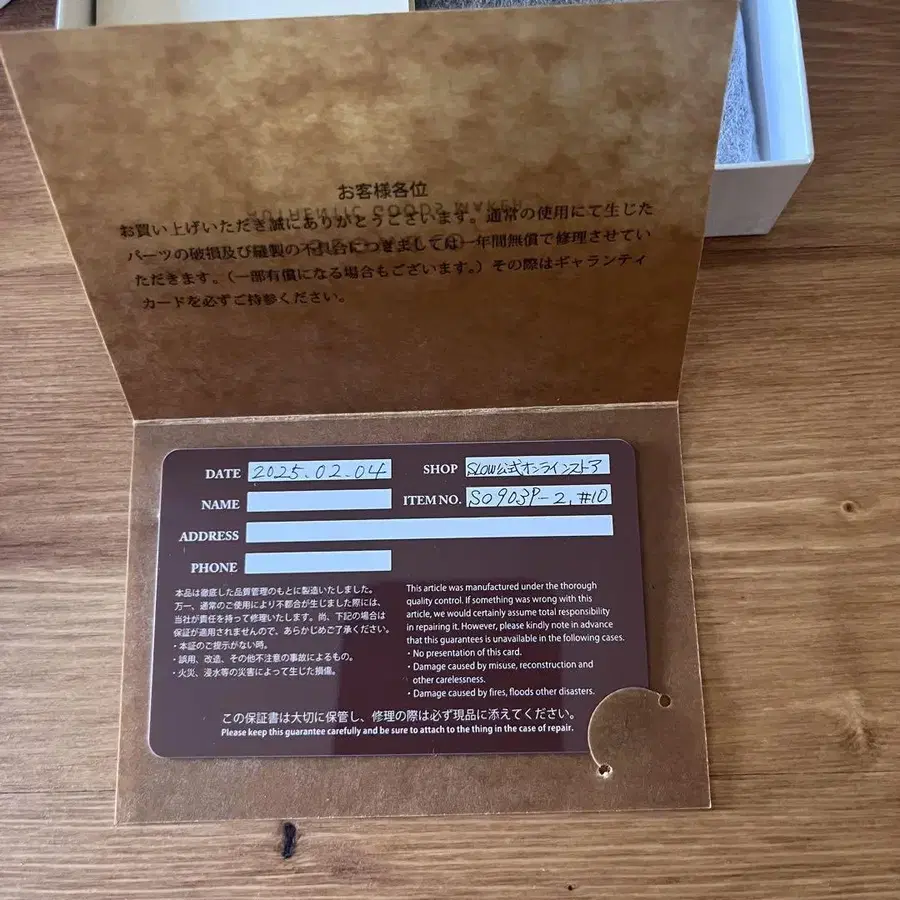 お客様各位
お買い上げいただき誠にありがとうございます。通常の使用にて生じた
パーツの破損及び縫製の不具合につきましては一年間無償で修理させてい
ただきます。(一部有償になる場合もございます。)その際はギャランティ
カードを必ずご持参ください。
AUTHENTIC GOODS MAKER
DATE 2025.02.04 SHOP SLOW公式オンラインストア
NAME ITEM NO. SO903P-2, #10
ADDRESS
PHONE
本品は徹底した品質管理のもとに製造いたしました。
万一、通常のご使用により不都合が生じました際には、
当社が責任を持って修理いたします。尚、下記の場合は
保証が適用されませんので、あらかじめご了承ください。
・本証のご提示がない時。
・誤用、改造、その他不注意の事故によるもの。
・火災、浸水等の災害によって生じた損傷。
This article was manufactured under the thorough
quality control. If something was wrong with this
article, we would certainly assume total responsibility
in repairing it. However, please kindly note in advance
that this guarantees is unavailable in the following cases.
・No presentation of this card.
・Damage caused by misuse, reconstruction and
other carelessness.
・Damage caused by fires, floods other disasters.
この保証書は大切に保管し、修理の際は必ず現品に添えてください。
Please keep this guarantee carefully and be sure to attach to the thing in the case of repair.